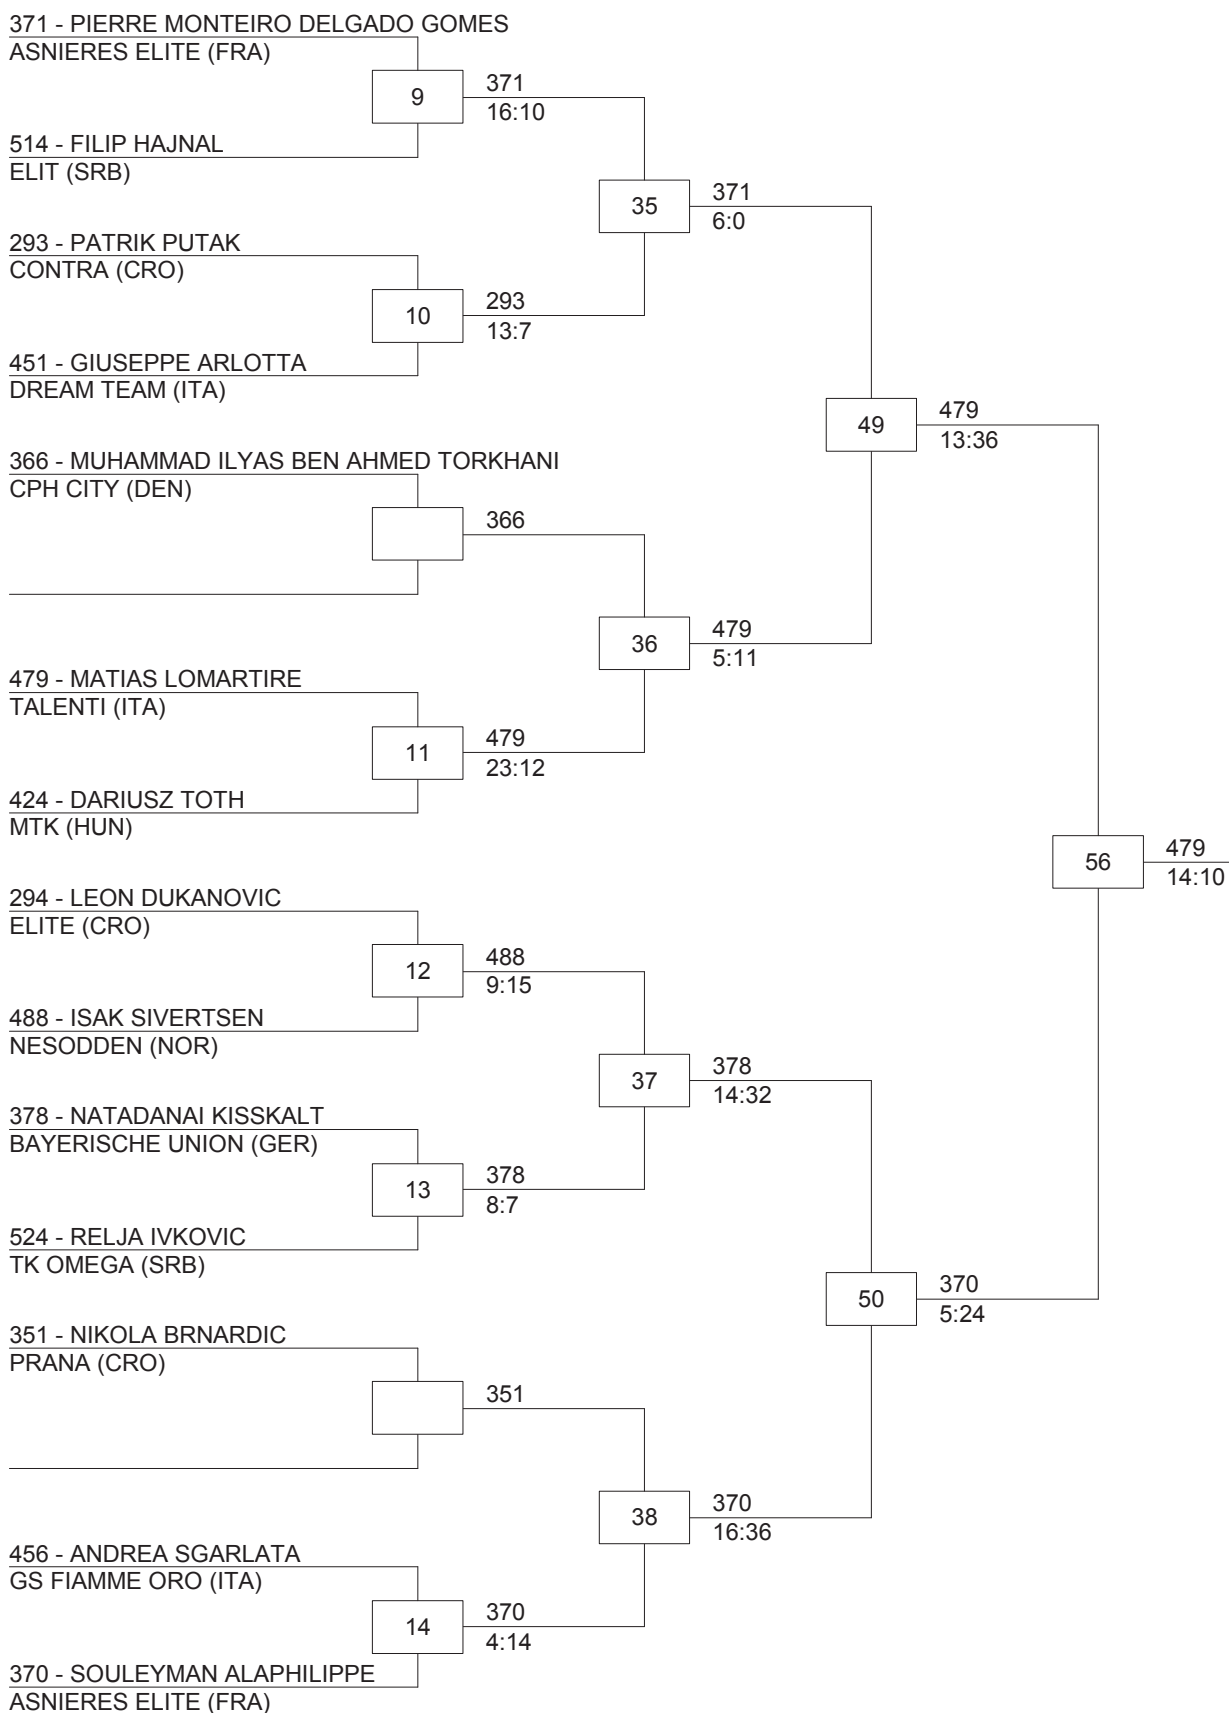 371 - PIERRE MONTEIRO DELGADO GOMES
ASNIERES ELITE (FRA)
9
371
16:10
514 - FILIP HAJNAL
ELIT (SRB)
35
371
6:0
293 - PATRIK PUTAK
CONTRA (CRO)
10
293
13:7
451 - GIUSEPPE ARLOTTA
DREAM TEAM (ITA)
49
479
13:36
366 - MUHAMMAD ILYAS BEN AHMED TORKHANI
CPH CITY (DEN)
366
36
479
5:11
479 - MATIAS LOMARTIRE
TALENTI (ITA)
11
479
23:12
424 - DARIUSZ TOTH
MTK (HUN)
56
479
14:10
294 - LEON DUKANOVIC
ELITE (CRO)
12
488
9:15
488 - ISAK SIVERTSEN
NESODDEN (NOR)
37
378
14:32
378 - NATADANAI KISSKALT
BAYERISCHE UNION (GER)
13
378
8:7
524 - RELJA IVKOVIC
TK OMEGA (SRB)
50
370
5:24
351 - NIKOLA BRNARDIC
PRANA (CRO)
351
38
370
16:36
456 - ANDREA SGARLATA
GS FIAMME ORO (ITA)
14
370
4:14
370 - SOULEYMAN ALAPHILIPPE
ASNIERES ELITE (FRA)